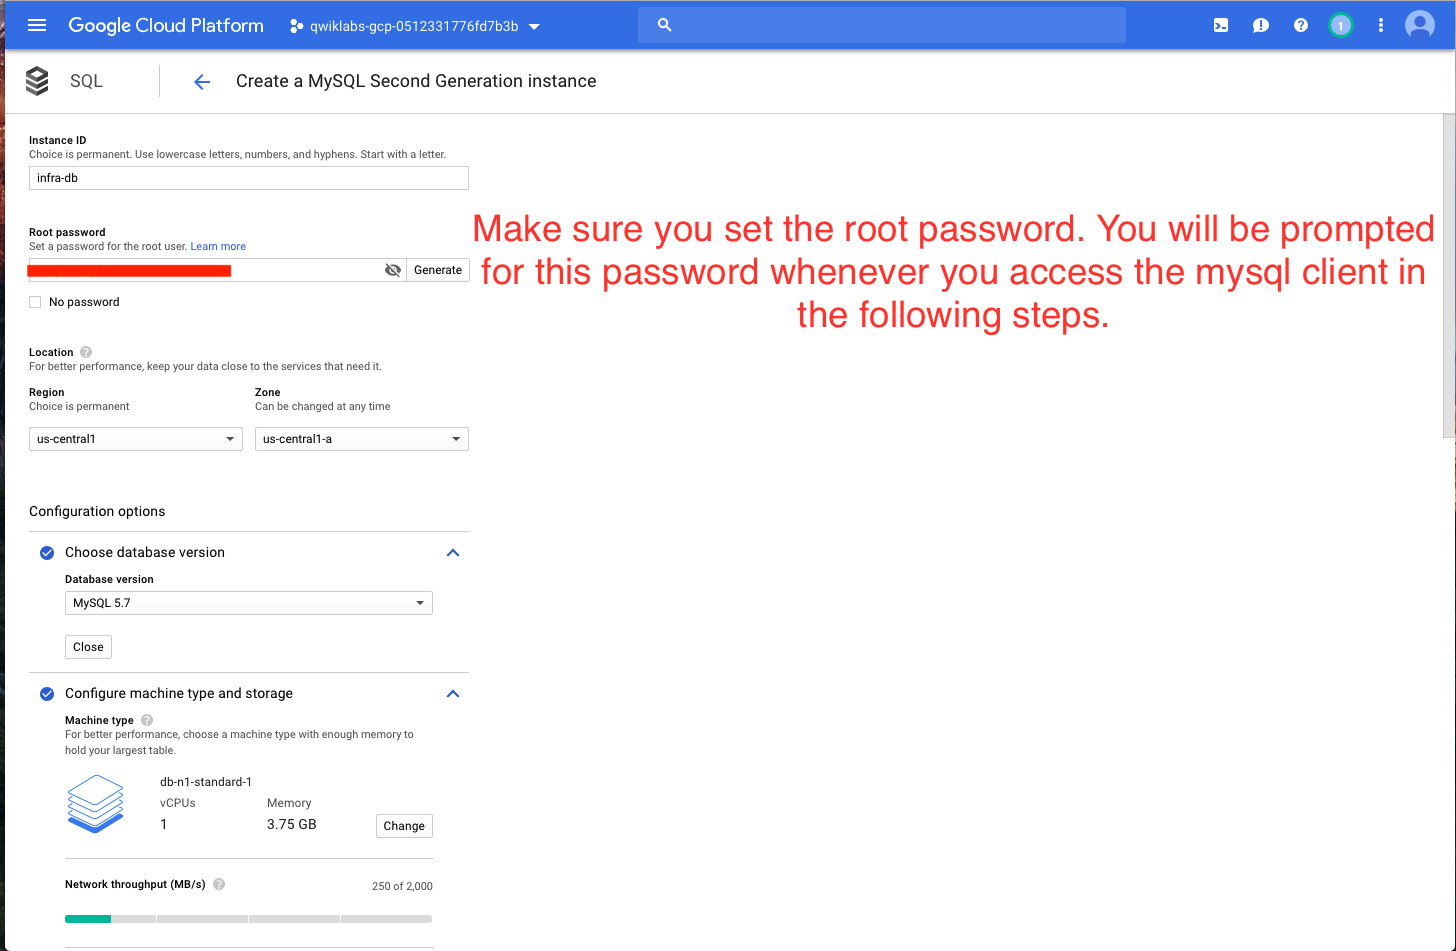 Google Cloud Platform
qwiklabs-gcp-0512331776fd7b3b
1
SQL
Create a MySQL Second Generation instance
Instance ID
Choice is permanent. Use lowercase letters, numbers, and hyphens. Start with a letter.
infra-db
Root password
Set a password for the root user. Learn more
Generate
No password
Make sure you set the root password. You will be prompted
for this password whenever you access the mysql client in
the following steps.
Location
For better performance, keep your data close to the services that need it.
Region
Choice is permanent
us-central1
Zone
Can be changed at any time
us-central1-a
Configuration options
Choose database version
Database version
MySQL 5.7
Close
Configure machine type and storage
Machine type
For better performance, choose a machine type with enough memory to
hold your largest table.
db-n1-standard-1
vCPUs
1
Memory
3.75 GB
Change
Network throughput (MB/s)
250 of 2,000